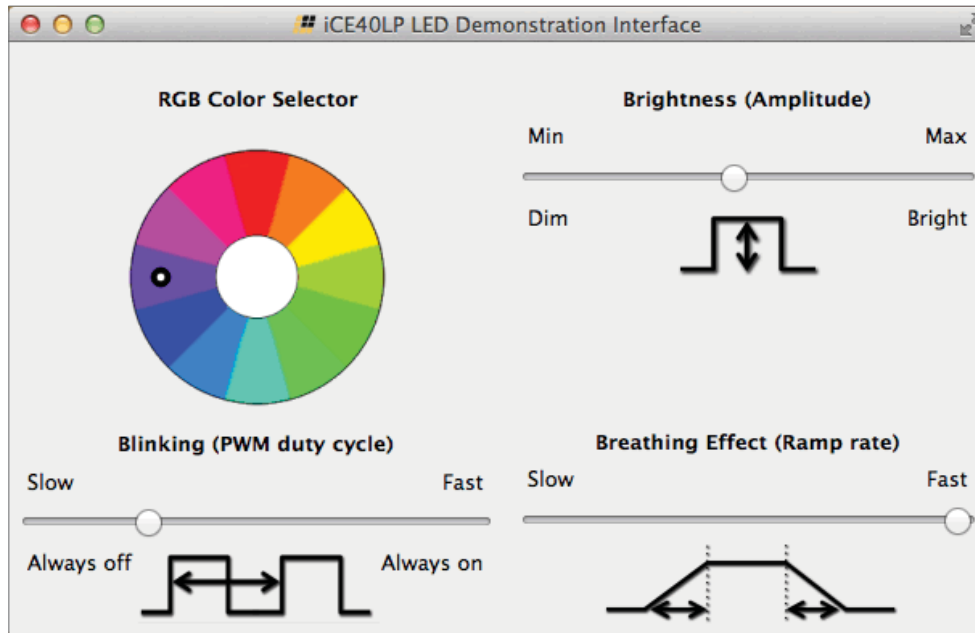 iCE40LP LED Demonstration Interface
RGB Color Selector
Brightness (Amplitude)
Min Max
Dim Bright
Blinking (PWM duty cycle)
Slow Fast
Always off Always on
Breathing Effect (Ramp rate)
Slow Fast